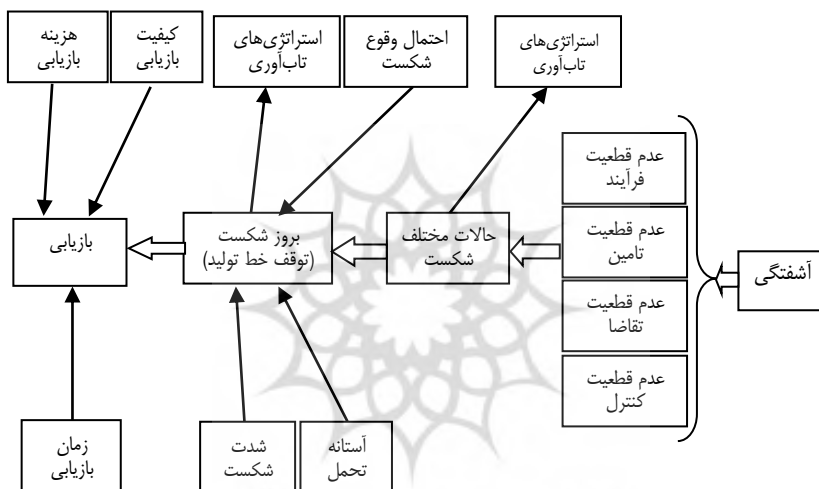 استراتژی‌های
تاب‌آوری
احتمال وقوع
شکست
استراتژی‌های
تاب‌آوری
کیفیت
بازیابی
هزینه
بازیابی
آشفتگی
عدم قطعیت
فرآیند
عدم قطعیت
تامین
عدم قطعیت
تقاضا
عدم قطعیت
کنترل
حالات مختلف
شکست
بروز شکست
(توقف خط تولید)
بازیابی
آستانه
تحمل
شدت
شکست
زمان
بازیابی